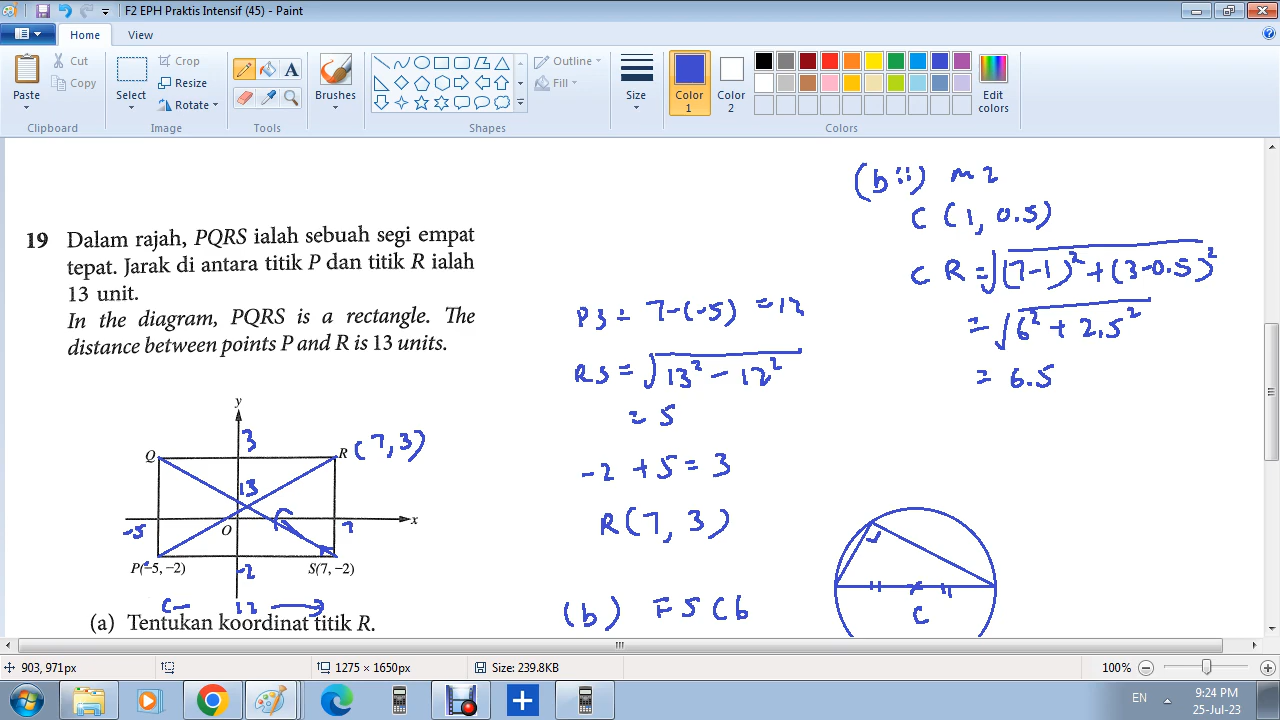 F2 EPH Praktis Intensif (45) - Paint
Home View
Paste
Cut
Copy
Clipboard
Select
Crop
Resize
Rotate
Image
A
Tools
Brushes
Shapes
Outline
Fill
Size
Color 1
Color 2
Edit colors
Colors
19 Dalam rajah, PQRS ialah sebuah segi empat
tepat. Jarak di antara titik P dan titik R ialah
13 unit.
In the diagram, PQRS is a rectangle. The
distance between points P and R is 13 units.
y
3
Q
R (7, 3)
13
-5
O
7
x
P(-5, -2)
-2
S(7, -2)
12
(a) Tentukan koordinat titik R.
PS = 7-(-5) = 12
RS = √13² - 12²
= 5
-2 + 5 = 3
R(7, 3)
(b) F5 C6
(bii) m2
C (1, 0.5)
CR = √(7-1)² + (3-0.5)²
= √6² + 2.5²
= 6.5
C
903, 971px
1275 × 1650px
Size: 239.8KB
100%
EN
9:24 PM
25-Jul-23